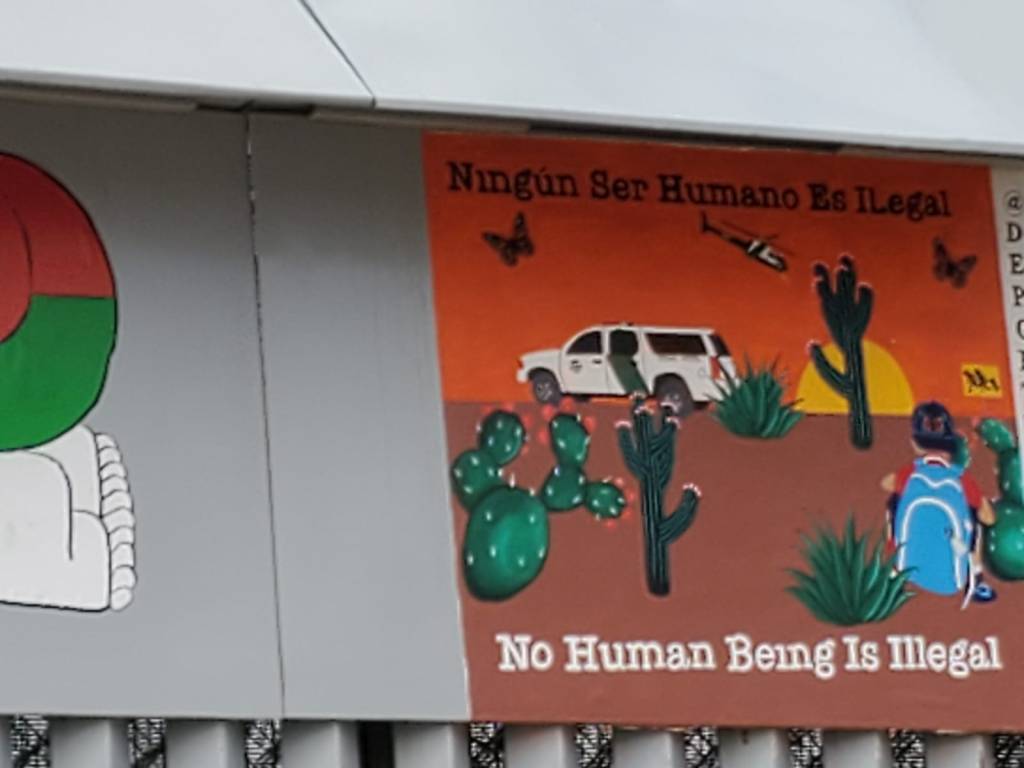 Ningún Ser Humano Es ILegal
No Human Being Is Illegal
@
D
E
P